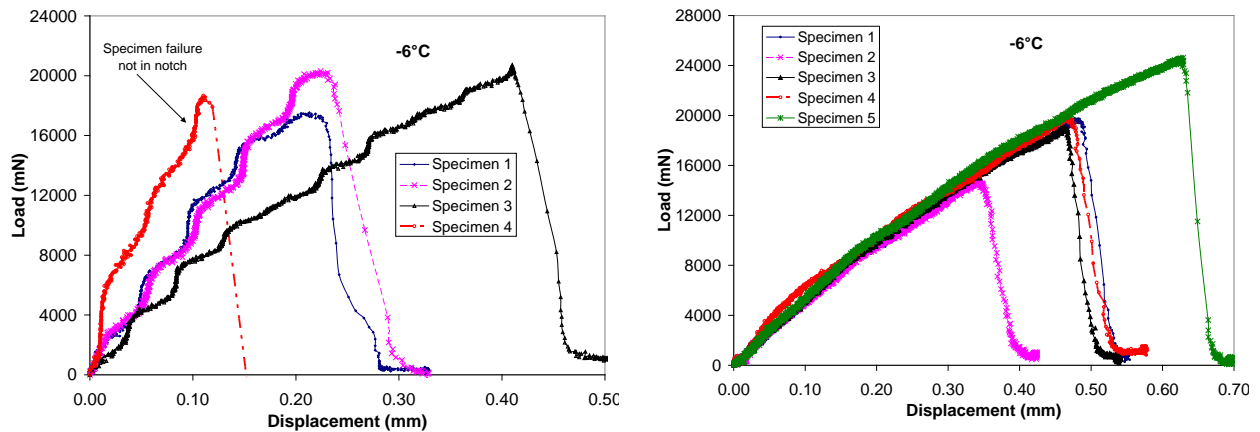 24000
20000
16000
12000
8000
4000
0
Load (mN)
-6°C
Specimen failure
not in notch
Specimen 1
Specimen 2
Specimen 3
Specimen 4
0.00 0.10 0.20 0.30 0.40 0.50
Displacement (mm)
28000
24000
20000
16000
12000
8000
4000
0
Load (mN)
-6°C
Specimen 1
Specimen 2
Specimen 3
Specimen 4
Specimen 5
0.00 0.10 0.20 0.30 0.40 0.50 0.60 0.70
Displacement (mm)